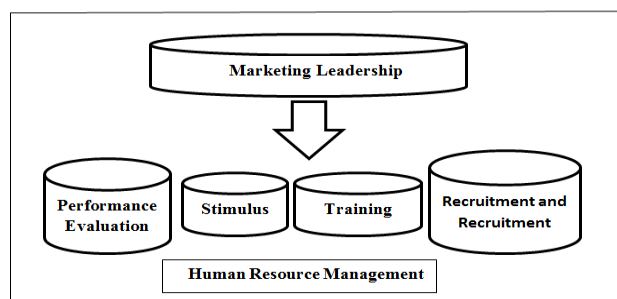 Marketing Leadership
Performance
Evaluation
Stimulus
Training
Recruitment and
Recruitment
Human Resource Management